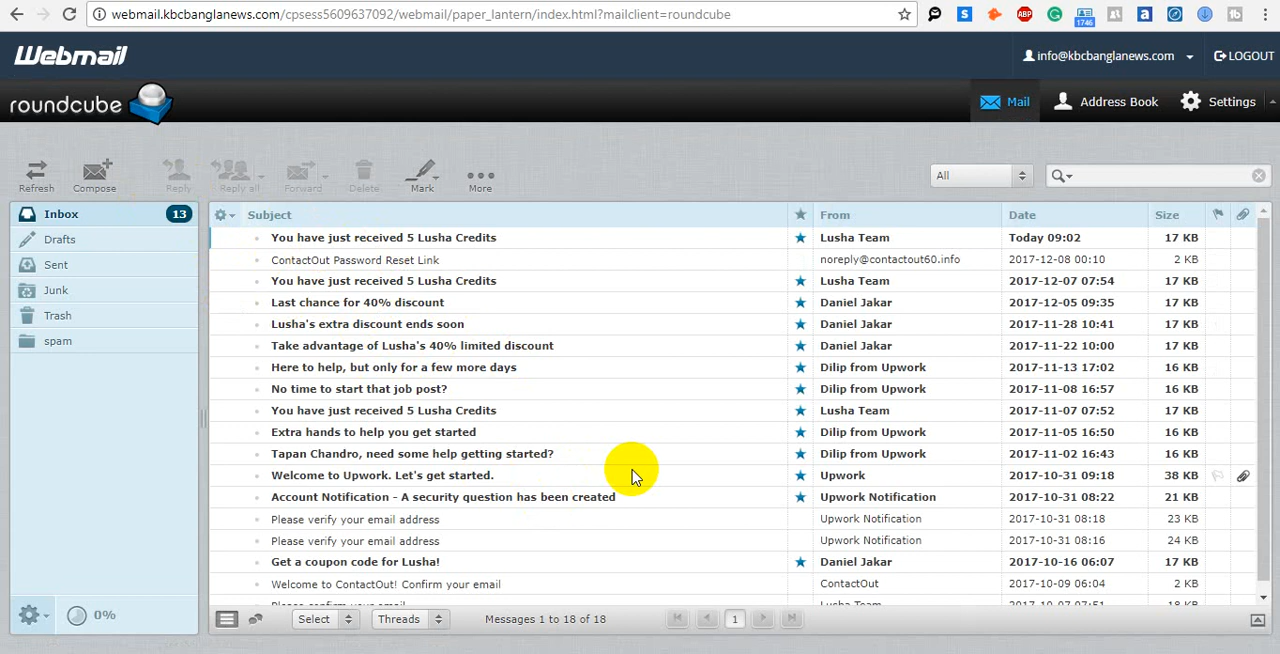 webmail.kbcbanglanews.com/cpsess5609637092/webmail/paper_lantern/index.html?mailclient=roundcube
S ABP 1746 a tb
Webmail info@kbcbanglanews.com LOGOUT
roundcube Mail Address Book Settings
Refresh Compose Reply Reply all Forward Delete Mark More All
Inbox 13 Subject From Date Size
Drafts You have just received 5 Lusha Credits Lusha Team Today 09:02 17 KB
ContactOut Password Reset Link noreply@contactout60.info 2017-12-08 00:10 2 KB
Sent You have just received 5 Lusha Credits Lusha Team 2017-12-07 07:54 17 KB
Junk Last chance for 40% discount Daniel Jakar 2017-12-05 09:35 17 KB
Trash Lusha's extra discount ends soon Daniel Jakar 2017-11-28 10:41 17 KB
spam Take advantage of Lusha's 40% limited discount Daniel Jakar 2017-11-22 10:00 17 KB
Here to help, but only for a few more days Dilip from Upwork 2017-11-13 17:02 16 KB
No time to start that job post? Dilip from Upwork 2017-11-08 16:57 16 KB
You have just received 5 Lusha Credits Lusha Team 2017-11-07 07:52 17 KB
Extra hands to help you get started Dilip from Upwork 2017-11-05 16:50 16 KB
Tapan Chandro, need some help getting started? Dilip from Upwork 2017-11-02 16:43 16 KB
Welcome to Upwork. Let's get started. Upwork 2017-10-31 09:18 38 KB
Account Notification - A security question has been created Upwork Notification 2017-10-31 08:22 21 KB
Please verify your email address Upwork Notification 2017-10-31 08:18 23 KB
Please verify your email address Upwork Notification 2017-10-31 08:16 24 KB
Get a coupon code for Lusha! Daniel Jakar 2017-10-16 06:07 17 KB
Welcome to ContactOut! Confirm your email ContactOut 2017-10-09 06:04 2 KB
Please confirm your email Lusha Team 2017-10-09 07:51 18 KB
0% Select Threads Messages 1 to 18 of 18 1